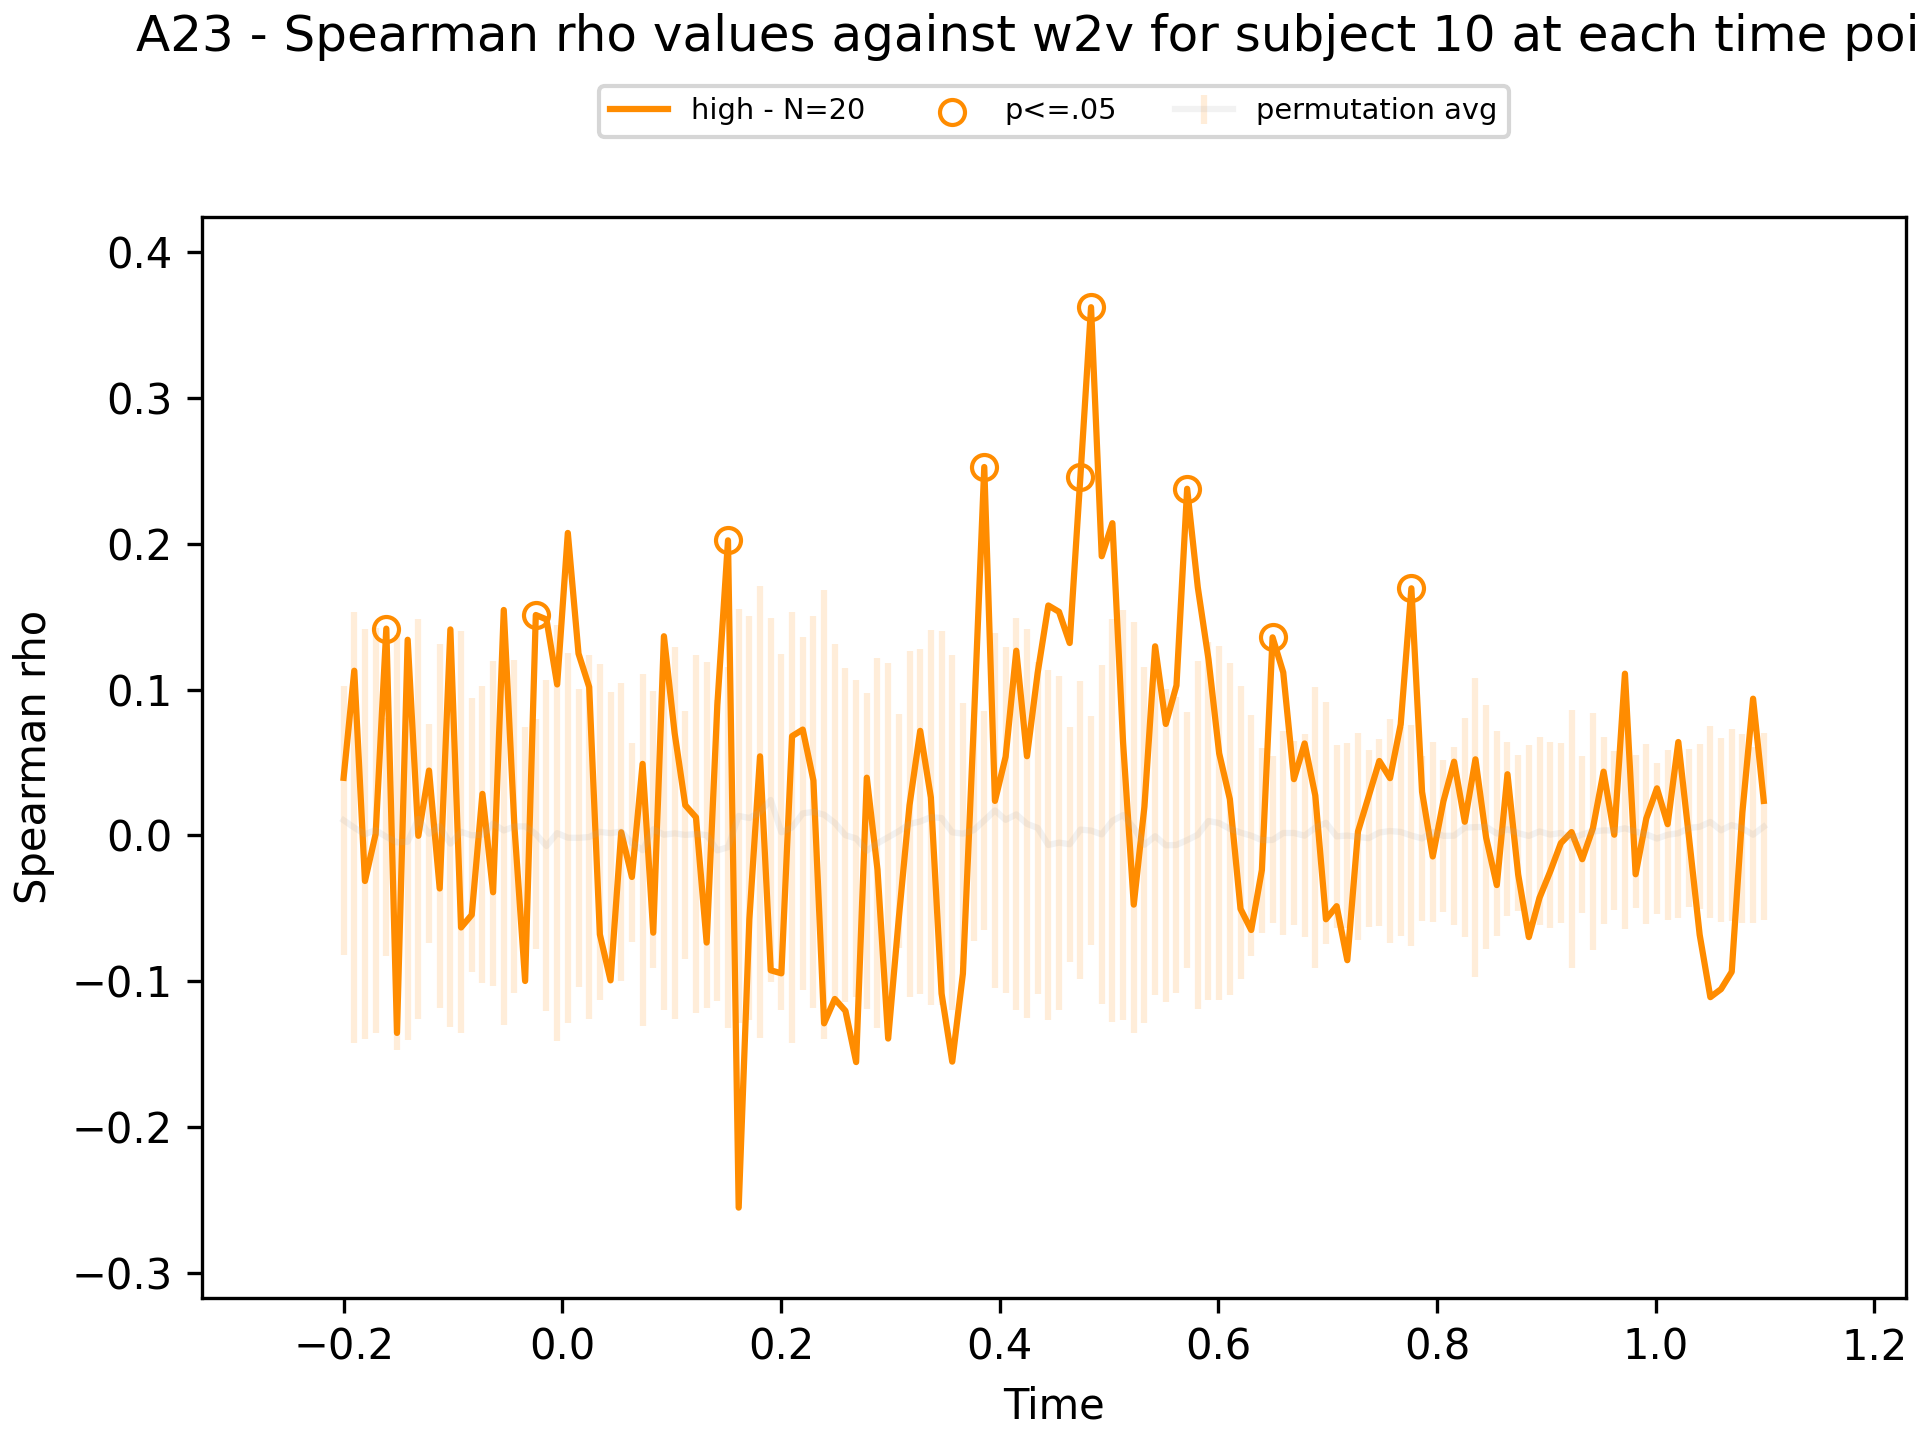 A23 - Spearman rho values against w2v for subject 10 at each time poi
high - N=20 p<=.05 permutation avg
0.4
0.3
0.2
0.1
0.0
−0.1
−0.2
−0.3
Spearman rho
−0.2 0.0 0.2 0.4 0.6 0.8 1.0 1.2
Time